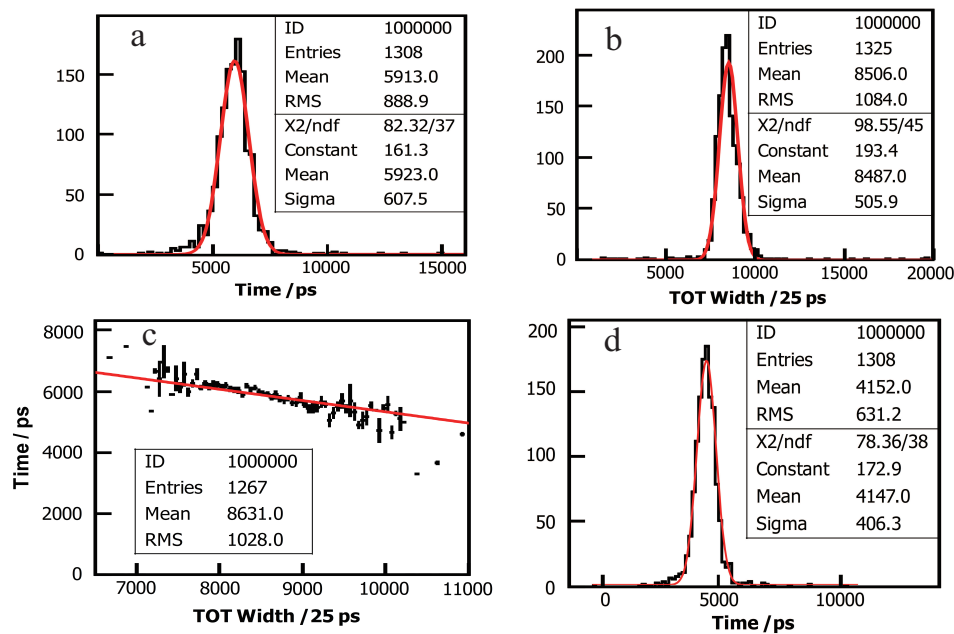 a
ID 1000000
Entries 1308
Mean 5913.0
RMS 888.9
X2/ndf 82.32/37
Constant 161.3
Mean 5923.0
Sigma 607.5
150
100
50
0
5000 10000 15000
Time /ps
b
ID 1000000
Entries 1325
Mean 8506.0
RMS 1084.0
X2/ndf 98.55/45
Constant 193.4
Mean 8487.0
Sigma 505.9
200
150
100
50
0
5000 10000 15000 20000
TOT Width /25 ps
c
8000
6000
4000
2000
0
Time / ps
ID 1000000
Entries 1267
Mean 8631.0
RMS 1028.0
7000 8000 9000 10000 11000
TOT Width /25 ps
d
ID 1000000
Entries 1308
Mean 4152.0
RMS 631.2
X2/ndf 78.36/38
Constant 172.9
Mean 4147.0
Sigma 406.3
200
150
100
50
0
0 5000 10000
Time /ps